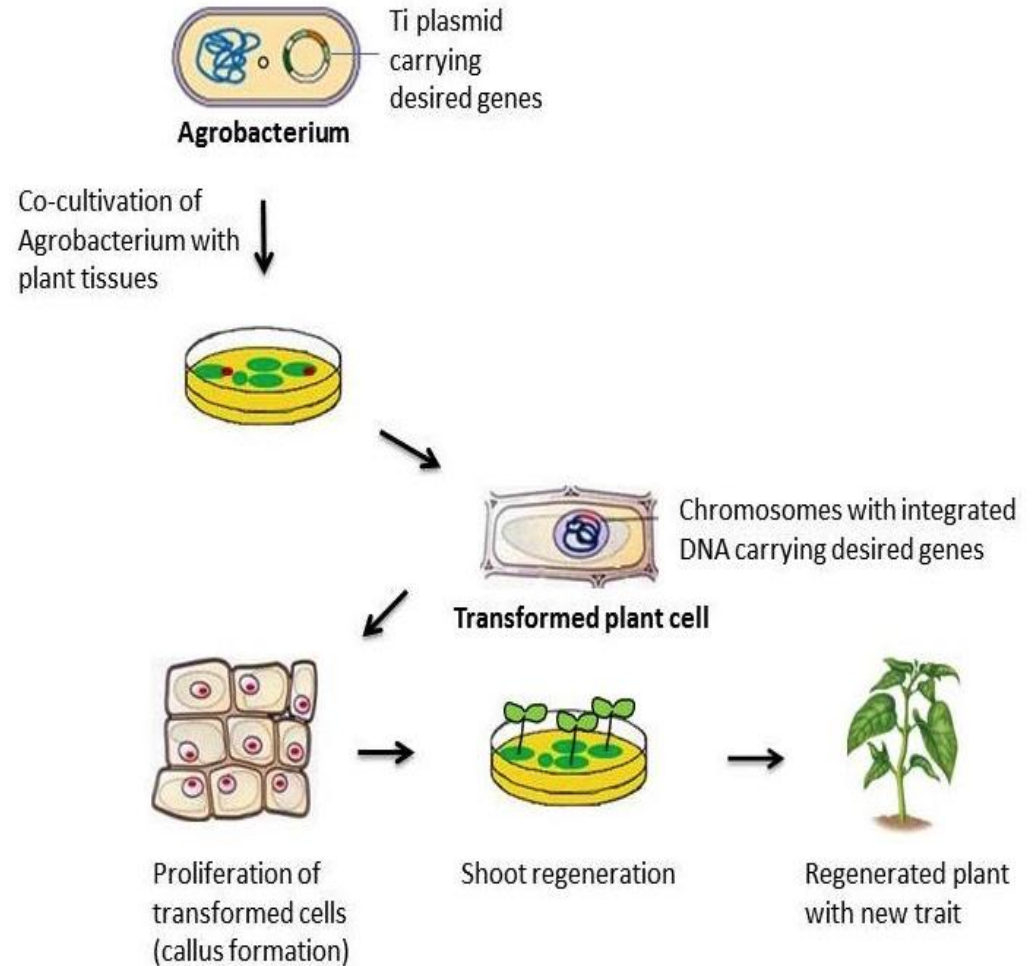 Ti plasmid
carrying
desired genes
Agrobacterium
Co-cultivation of
Agrobacterium with
plant tissues
Chromosomes with integrated
DNA carrying desired genes
Transformed plant cell
Proliferation of
transformed cells
(callus formation)
Shoot regeneration
Regenerated plant
with new trait